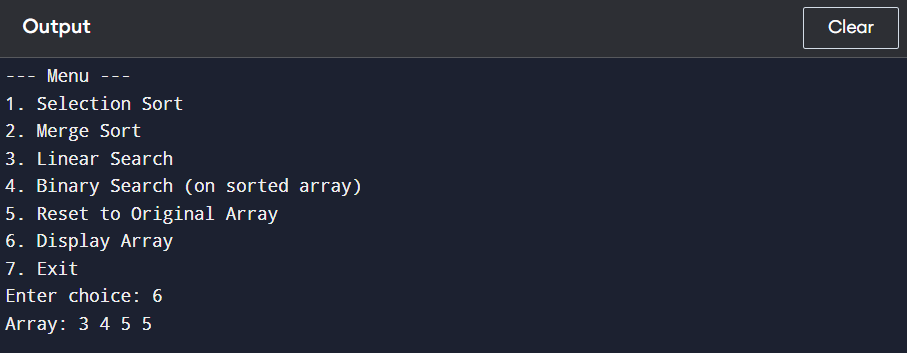 Output
Clear
--- Menu ---
1. Selection Sort
2. Merge Sort
3. Linear Search
4. Binary Search (on sorted array)
5. Reset to Original Array
6. Display Array
7. Exit
Enter choice: 6
Array: 3 4 5 5